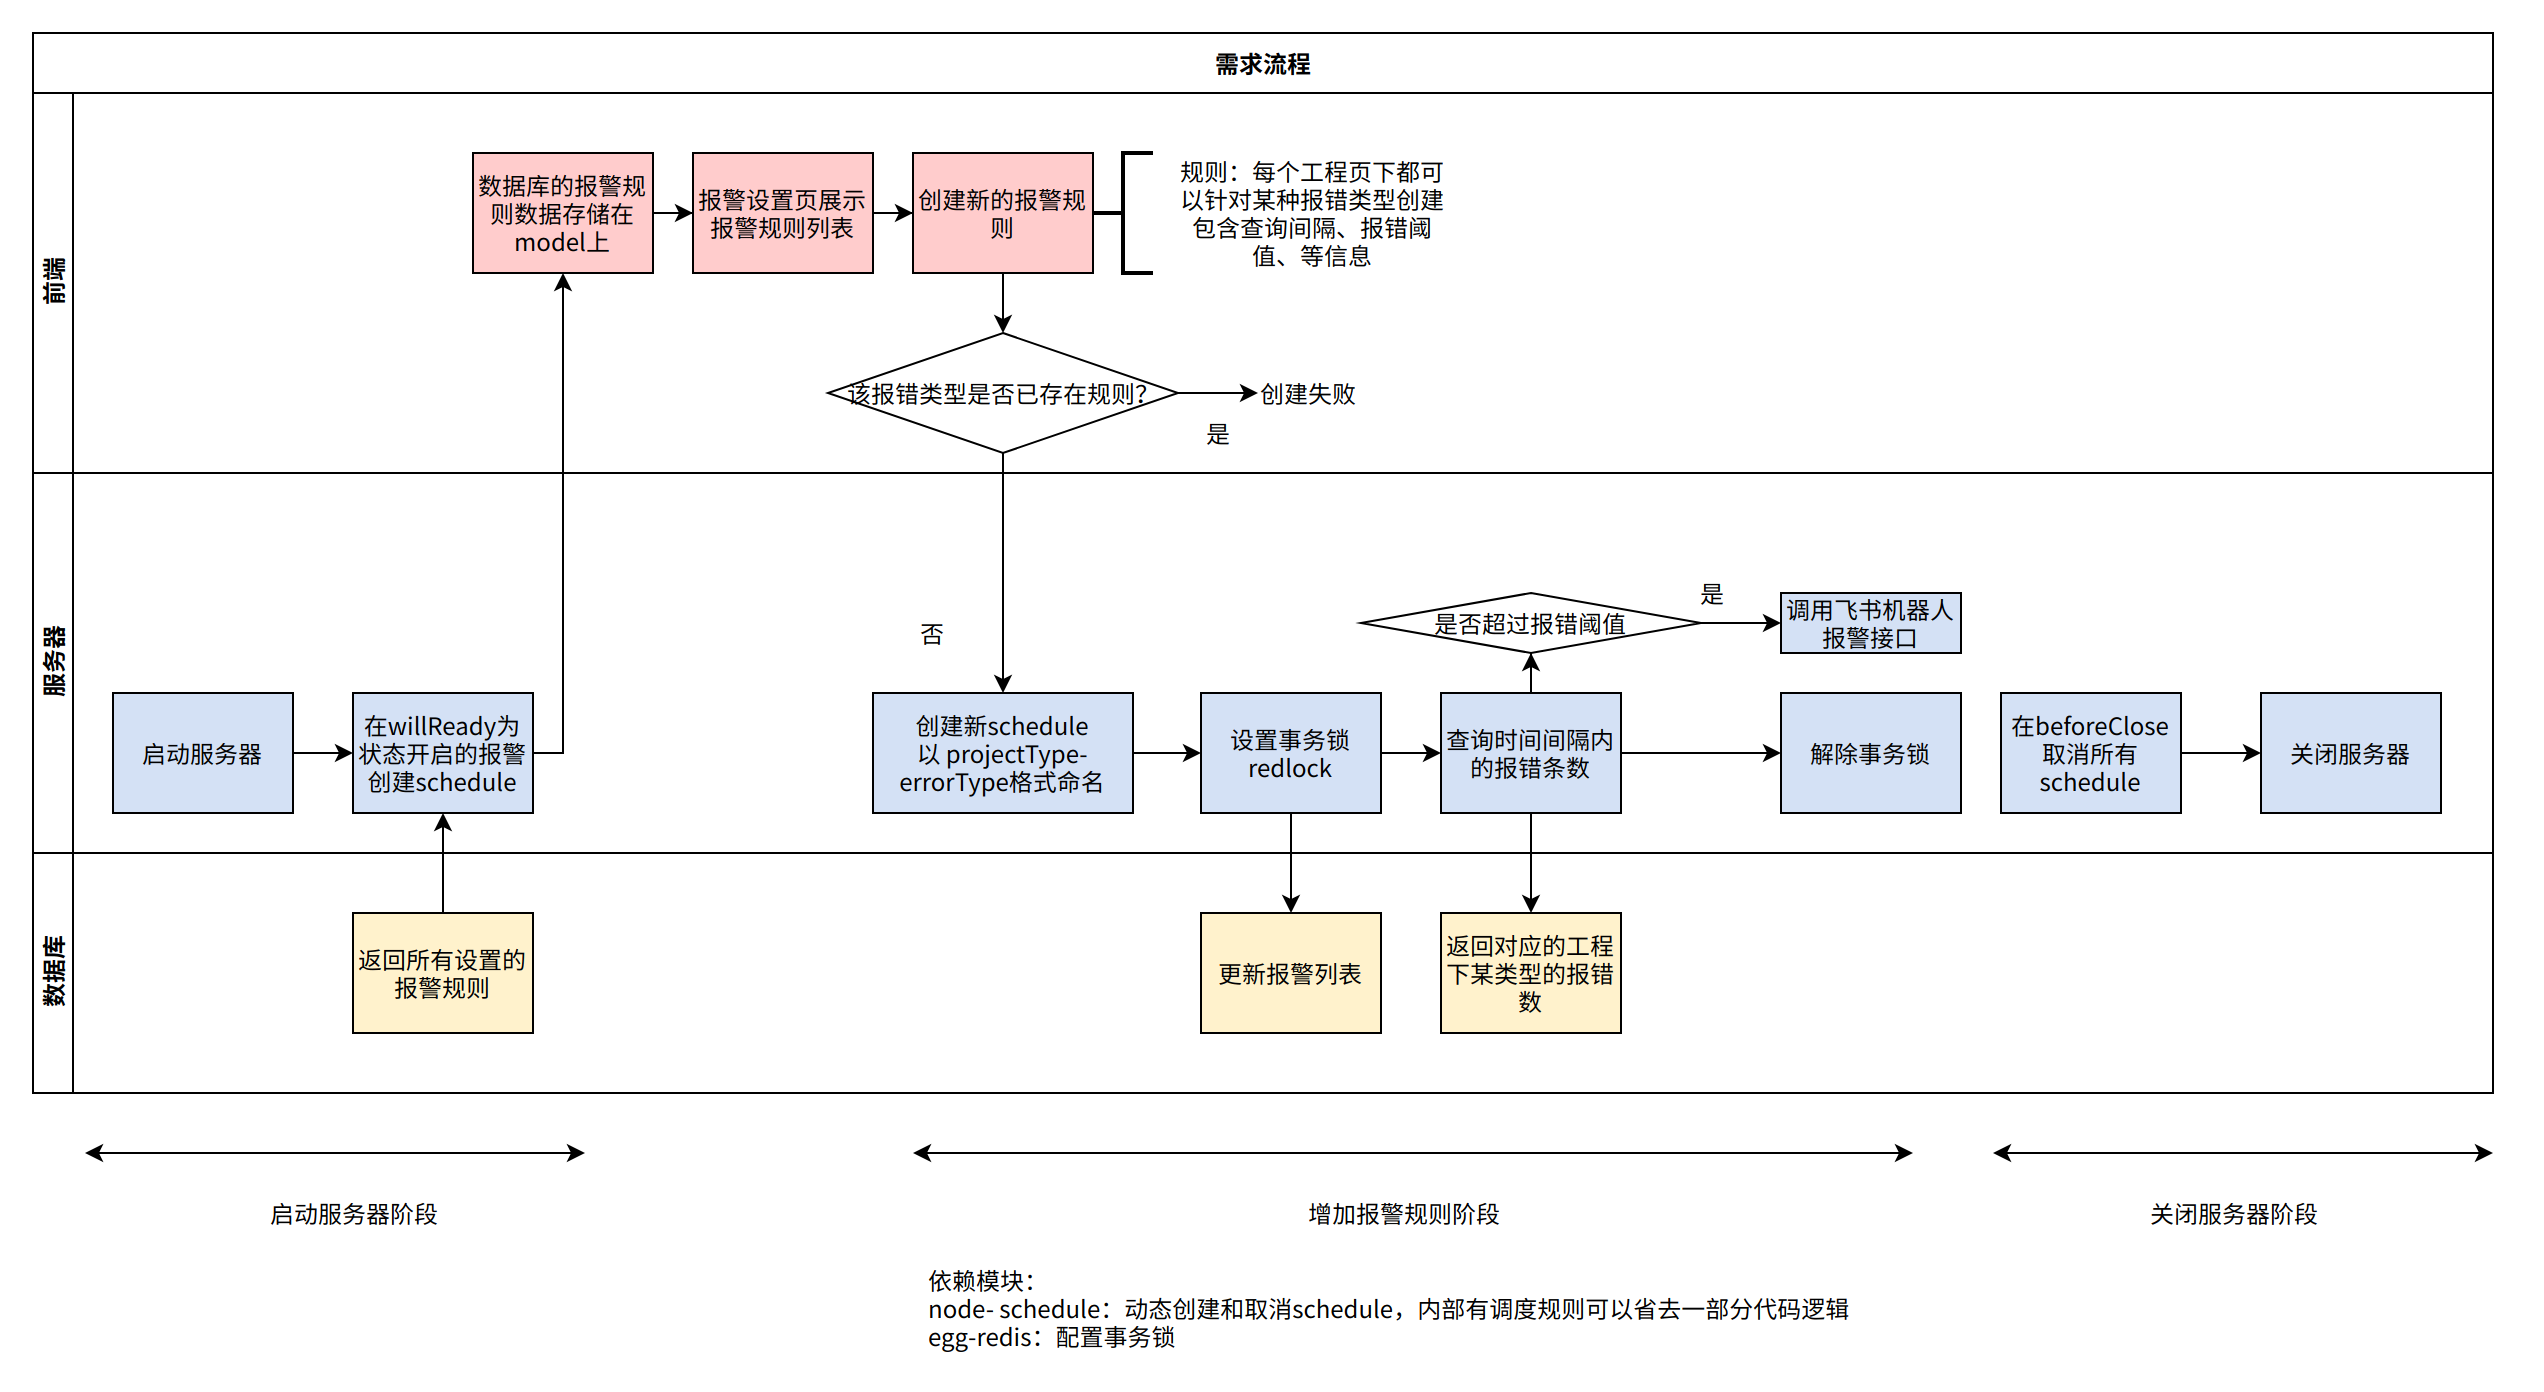 需求流程
前端
数据库的报警规
则数据存储在
model上
报警设置页展示
报警规则列表
创建新的报警规
则
规则：每个工程页下都可
以针对某种报错类型创建
包含查询间隔、报错阈
值、等信息
该报错类型是否已存在规则？
创建失败
是
服务器
否
是否超过报错阈值
是
调用飞书机器人
报警接口
启动服务器
在willReady为
状态开启的报警
创建schedule
创建新schedule
以 projectType-
errorType格式命名
设置事务锁
redlock
查询时间间隔内
的报错条数
解除事务锁
在beforeClose
取消所有
schedule
关闭服务器
数据库
返回所有设置的
报警规则
更新报警列表
返回对应的工程
下某类型的报错
数
启动服务器阶段
增加报警规则阶段
关闭服务器阶段
依赖模块：
node- schedule：动态创建和取消schedule，内部有调度规则可以省去一部分代码逻辑
egg-redis：配置事务锁